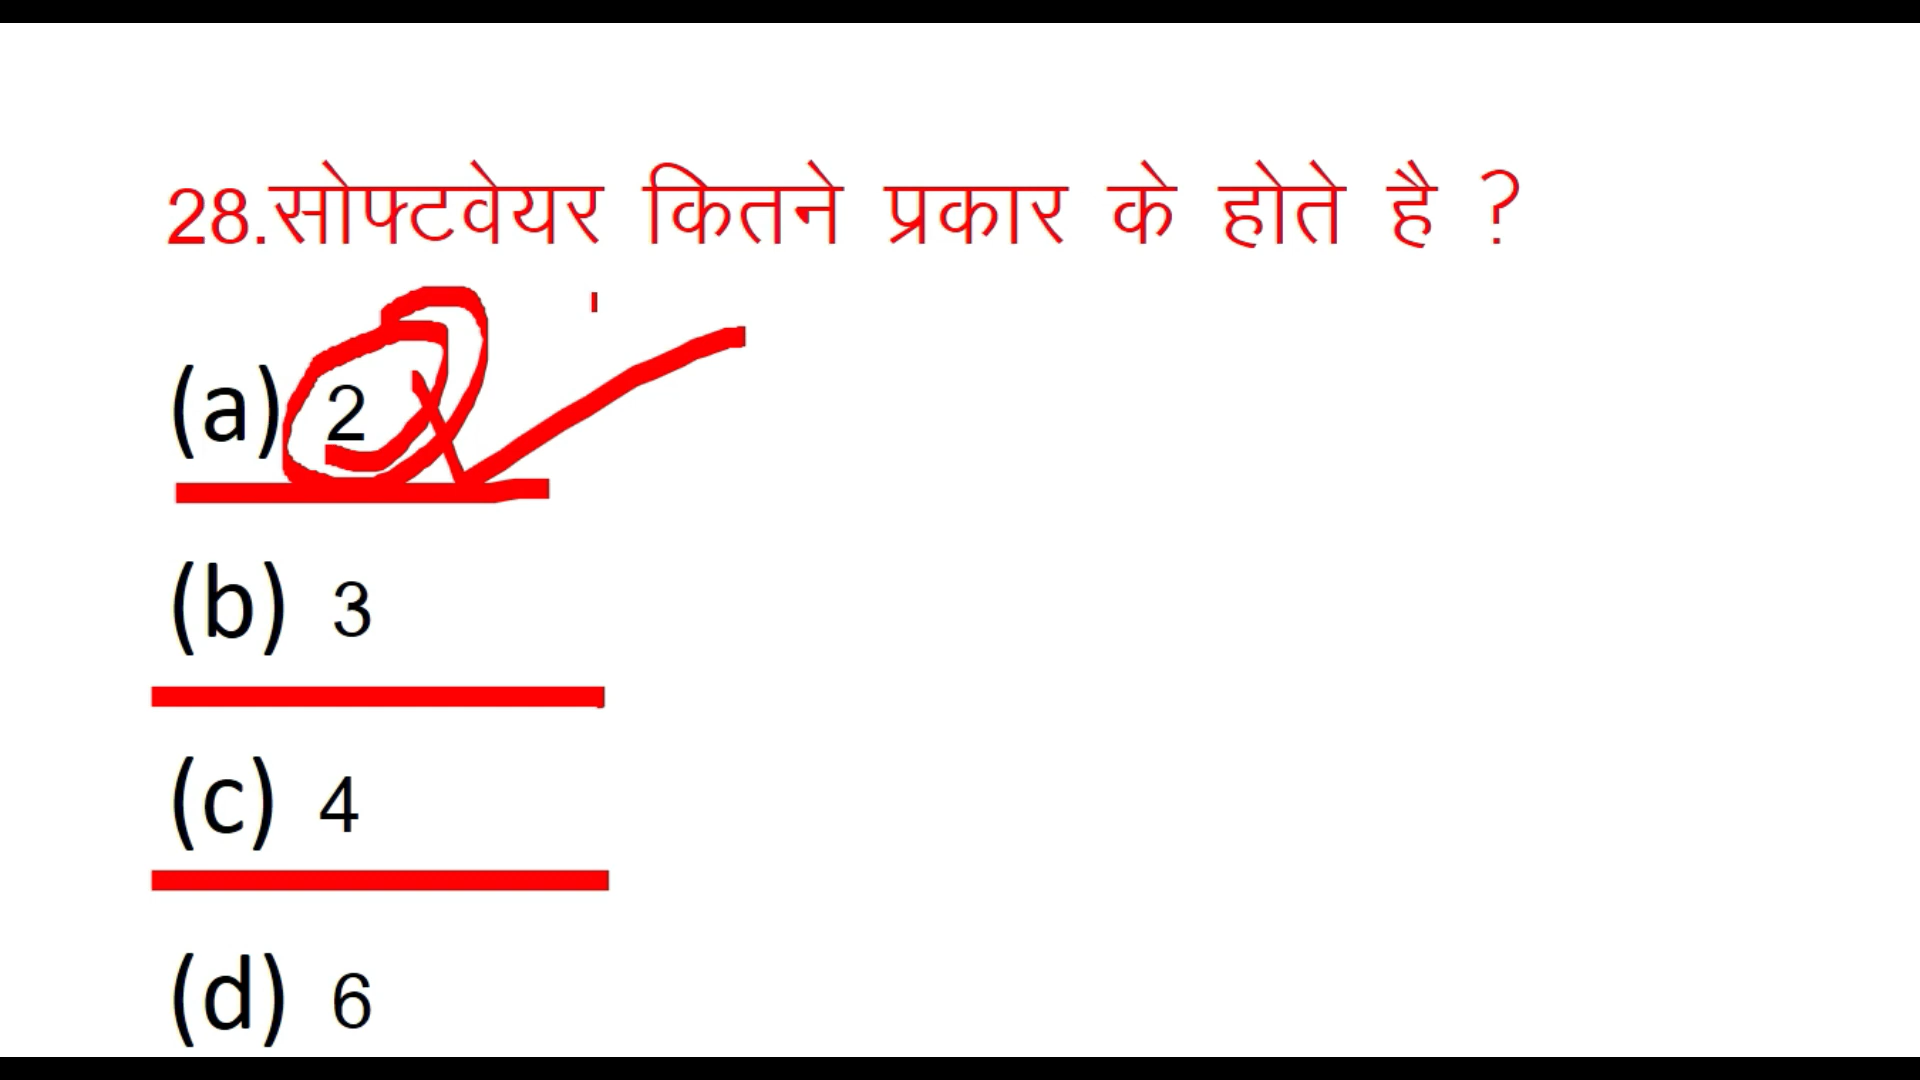 28.सोफ्टवेयर कितने प्रकार के होते है ?
(a) 2
(b) 3
(c) 4
(d) 6